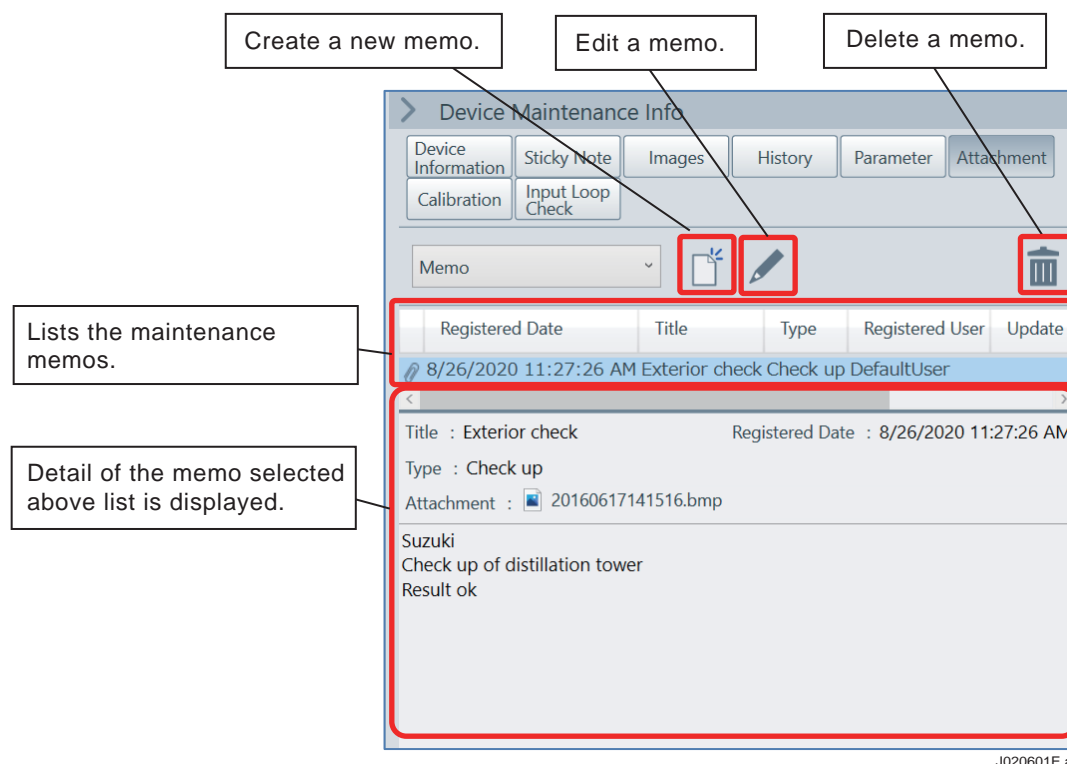 Create a new memo.
Edit a memo.
Delete a memo.
Device Maintenance Info
Device
Information
Sticky Note
Images
History
Parameter
Attachment
Calibration
Input Loop
Check
Memo
Lists the maintenance
memos.
Registered Date Title Type Registered User Update
8/26/2020 11:27:26 AM Exterior check Check up DefaultUser
Detail of the memo selected
above list is displayed.
Title : Exterior check Registered Date : 8/26/2020 11:27:26 AM
Type : Check up
Attachment : 20160617141516.bmp
Suzuki
Check up of distillation tower
Result ok
J020601E.a